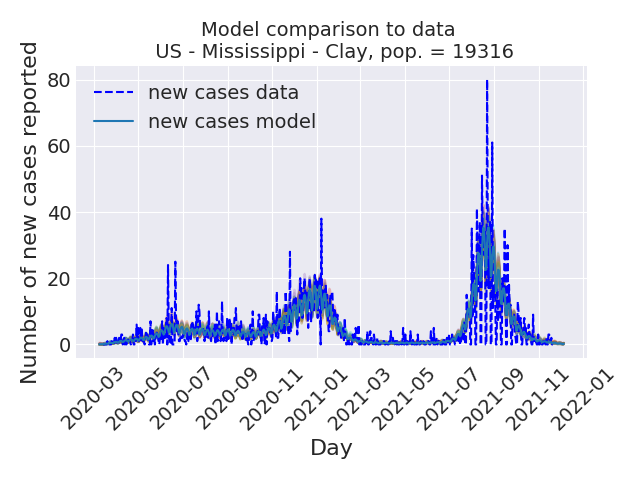 Model comparison to data
US - Mississippi - Clay, pop. = 19316
Number of new cases reported
80
60
40
20
0
new cases data
new cases model
2020-03
2020-05
2020-07
2020-09
2020-11
2021-01
2021-03
2021-05
2021-07
2021-09
2021-11
2022-01
Day